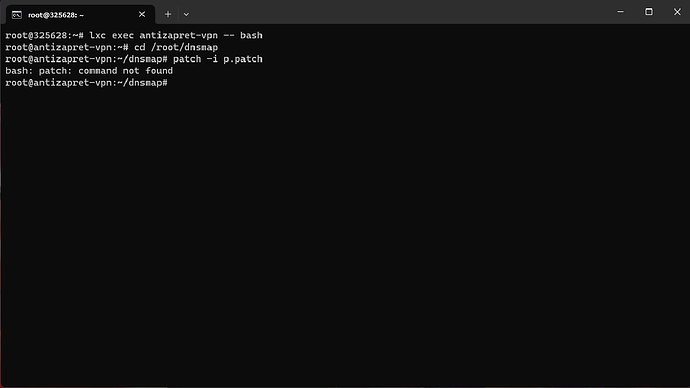 root@325628: ~
root@325628:~# lxc exec antizapret-vpn -- bash
root@antizapret-vpn:~# cd /root/dnsmap
root@antizapret-vpn:~/dnsmap# patch -i p.patch
bash: patch: command not found
root@antizapret-vpn:~/dnsmap#